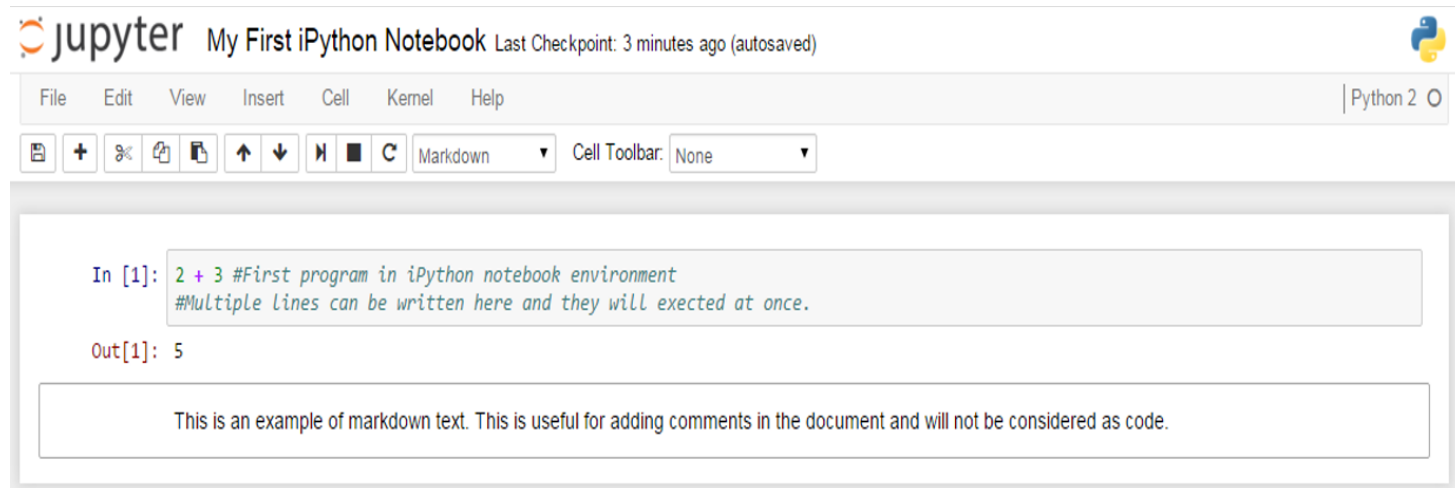 jupyter My First iPython Notebook Last Checkpoint: 3 minutes ago (autosaved)
File Edit View Insert Cell Kernel Help Python 2
Markdown Cell Toolbar: None
In [1]: 2 + 3 #First program in iPython notebook environment
#Multiple lines can be written here and they will exected at once.
Out[1]: 5
This is an example of markdown text. This is useful for adding comments in the document and will not be considered as code.